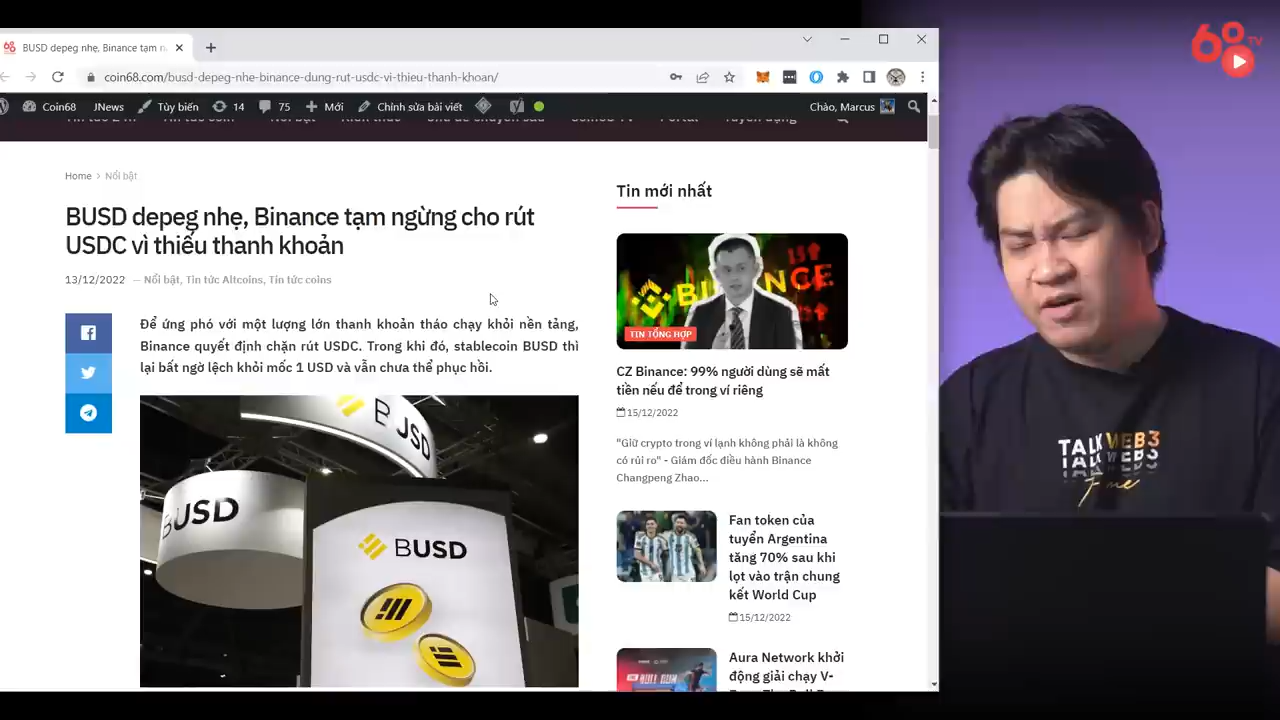 68 TV
BUSD depeg nhẹ, Binance tạm n
coin68.com/busd-depeg-nhe-binance-dung-rut-usdc-vi-thieu-thanh-khoan/
Coin68
JNews
Tùy biến
14
75
Mới
Chỉnh sửa bài viết
Chào, Marcus
Home > Nổi bật
BUSD depeg nhẹ, Binance tạm ngừng cho rút
USDC vì thiếu thanh khoản
13/12/2022 — Nổi bật, Tin tức Altcoins, Tin tức coins
Để ứng phó với một lượng lớn thanh khoản tháo chạy khỏi nền tảng,
Binance quyết định chặn rút USDC. Trong khi đó, stablecoin BUSD thì
lại bất ngờ lệch khỏi mốc 1 USD và vẫn chưa thể phục hồi.
BUSD
BUSD
BUSD
Tin mới nhất
BINANCE
TIN TỔNG HỢP
CZ Binance: 99% người dùng sẽ mất
tiền nếu để trong ví riêng
15/12/2022
"Giữ crypto trong ví lạnh không phải là không
có rủi ro" - Giám đốc điều hành Binance
Changpeng Zhao...
Fan token của
tuyển Argentina
tăng 70% sau khi
lọt vào trận chung
kết World Cup
15/12/2022
Aura Network khởi
động giải chạy V-
TALK WEB3
TALK WEB3